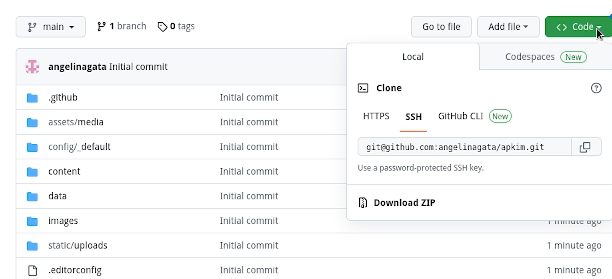 main 1 branch 0 tags Go to file Add file Code
angelinagata Initial commit
Local Codespaces New
Clone
HTTPS SSH GitHub CLI New
git@github.com:angelinagata/apkim.git
Use a password-protected SSH key.
Download ZIP
.github Initial commit
assets/media Initial commit
config/_default Initial commit
content Initial commit
data Initial commit
images Initial commit 1 minute ago
static/uploads Initial commit 1 minute ago
.editorconfig Initial commit 1 minute ago